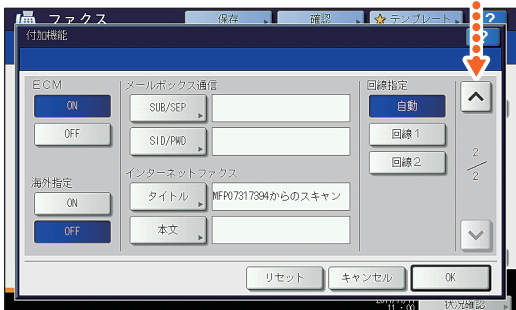 ファクス
保存
確認
テンプレート
?
付加機能
?
ECM
ON
OFF
海外指定
ON
OFF
メールボックス通信
SUB/SEP
SID/PWD
インターネットファクス
タイトル
MFP07317394からのスキャン
本文
回線指定
自動
回線1
回線2
2/2
リセット
キャンセル
OK
11:00
状況確認